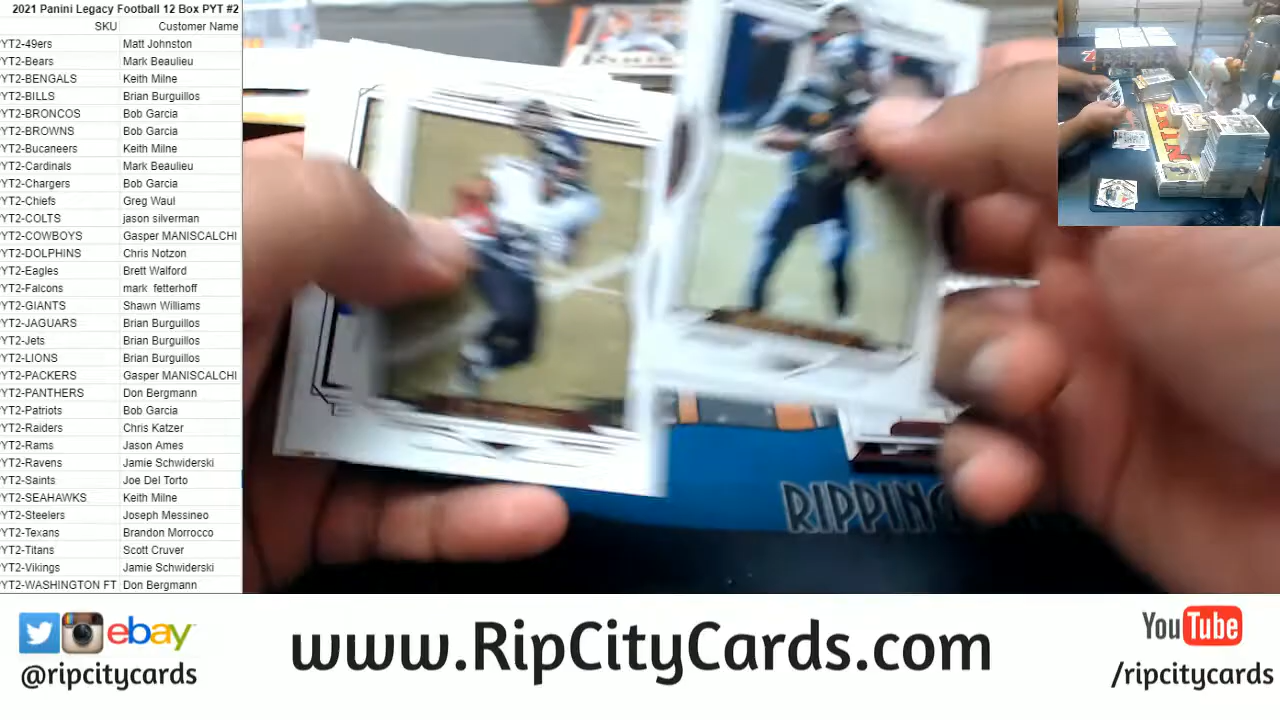 2021 Panini Legacy Football 12 Box PYT #2
SKU Customer Name
YT2-49ers Matt Johnston
YT2-Bears Mark Beaulieu
YT2-BENGALS Keith Milne
YT2-BILLS Brian Burguillos
YT2-BRONCOS Bob Garcia
YT2-BROWNS Bob Garcia
YT2-Bucaneers Keith Milne
YT2-Cardinals Mark Beaulieu
YT2-Chargers Bob Garcia
YT2-Chiefs Greg Waul
YT2-COLTS jason silverman
YT2-COWBOYS Gasper MANISCALCHI
YT2-DOLPHINS Chris Notzon
YT2-Eagles Brett Walford
YT2-Falcons mark fetterhoff
YT2-GIANTS Shawn Williams
YT2-JAGUARS Brian Burguillos
YT2-Jets Brian Burguillos
YT2-LIONS Brian Burguillos
YT2-PACKERS Gasper MANISCALCHI
YT2-PANTHERS Don Bergmann
YT2-Patriots Bob Garcia
YT2-Raiders Chris Katzer
YT2-Rams Jason Ames
YT2-Ravens Jamie Schwiderski
YT2-Saints Joe Del Torto
YT2-SEAHAWKS Keith Milne
YT2-Steelers Joseph Messineo
YT2-Texans Brandon Morrocco
YT2-Titans Scott Cruver
YT2-Vikings Jamie Schwiderski
YT2-WASHINGTON FT Don Bergmann
RIPPING
ebay
@ripcitycards
www.RipCityCards.com
YouTube
/ripcitycards